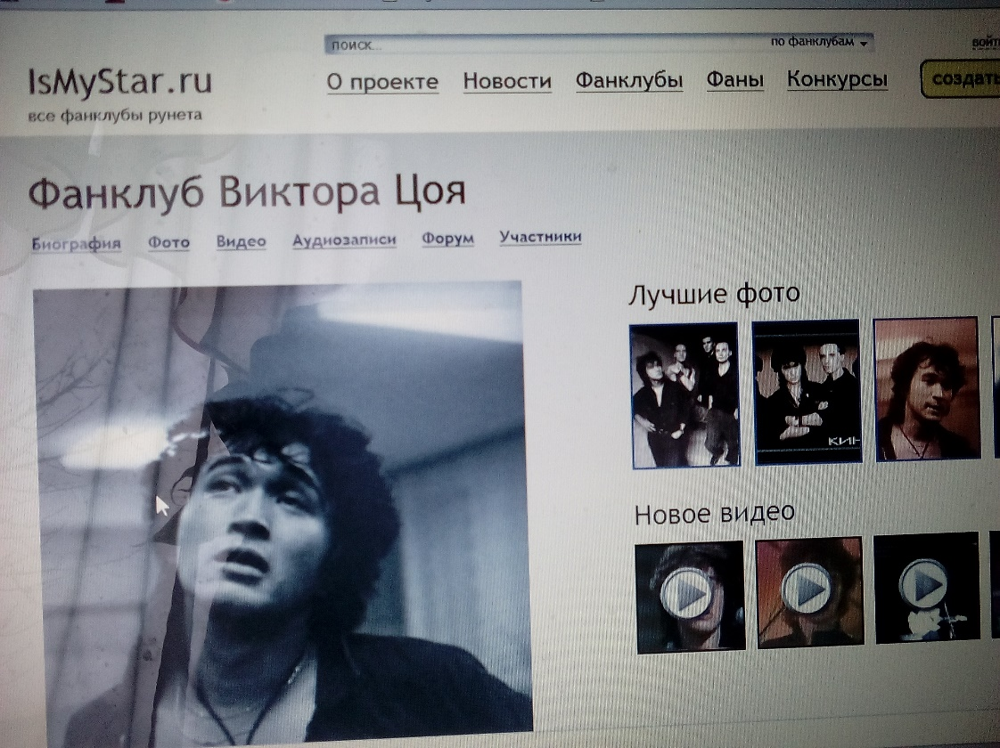 поиск...
по фанклубам
войти
IsMyStar.ru
О проекте Новости Фанклубы Фаны Конкурсы
создать
все фанклубы рунета
Фанклуб Виктора Цоя
Биография Фото Видео Аудиозаписи Форум Участники
Лучшие фото
КИН
Новое видео